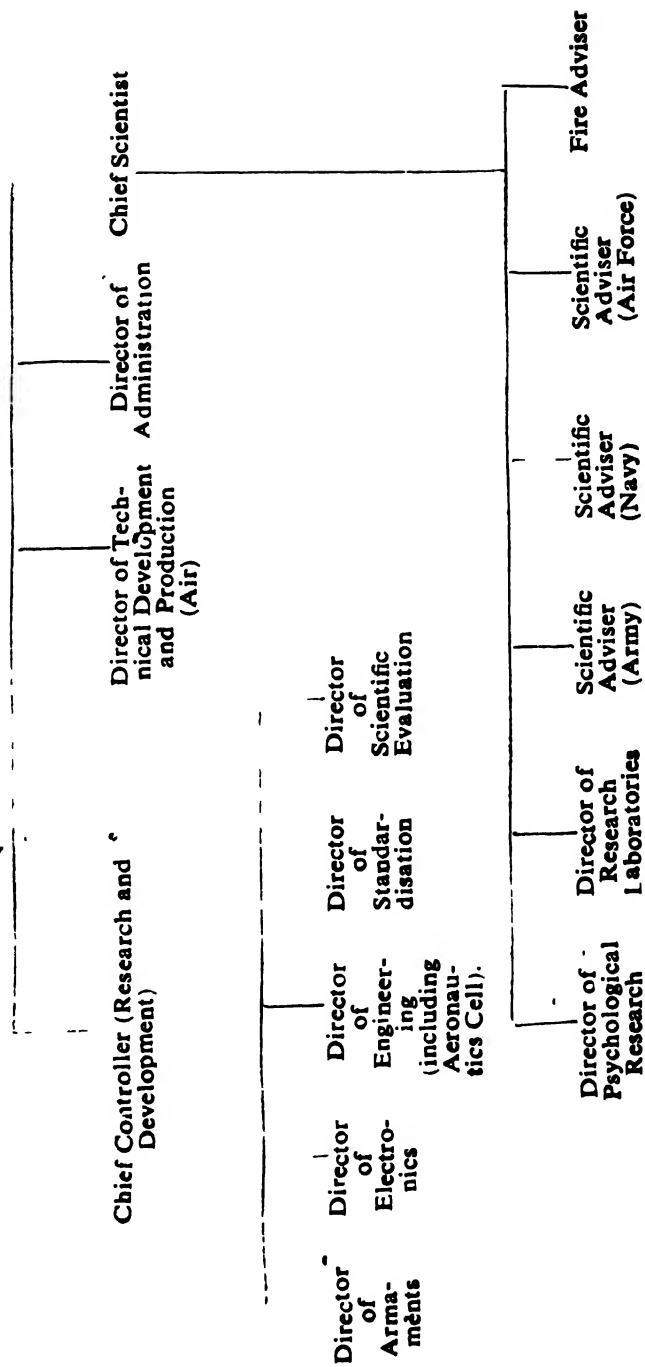 Chief Controller (Research and
Development)
Director of Tech-
nical Development
and Production
(Air)
Director of
Administration
Chief Scientist
Director
of
Arma-
ments
Director
of
Electro-
nics
Director
of
Engineer-
ing
(including
Aeronau-
tics Cell).
Director
of
Standar-
disation
Director
of
Scientific
Evaluation
Director of
Psychological
Research
Director of
Research
Laboratories
Scientific
Adviser
(Army)
Scientific
Adviser
(Navy)
Scientific
Adviser
(Air Force)
Fire Adviser